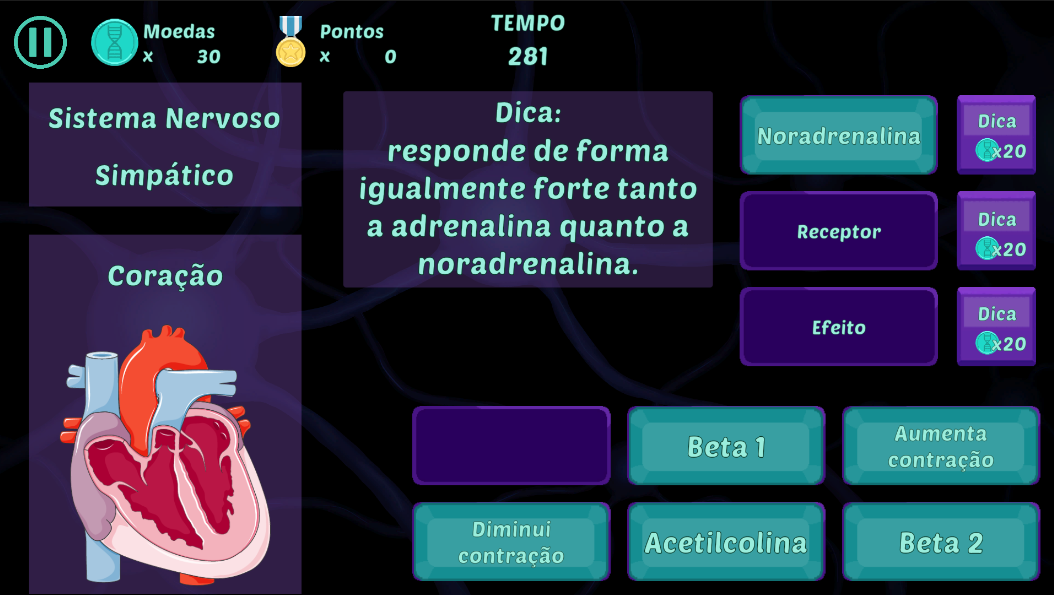 Moedas
x 30
Pontos
x 0
TEMPO
281
Sistema Nervoso
Simpático
Coração
Dica:
responde de forma
igualmente forte tanto
a adrenalina quanto a
noradrenalina.
Noradrenalina
Dica
x20
Receptor
Dica
x20
Efeito
Dica
x20
Beta 1
Aumenta
contração
Diminui
contração
Acetilcolina
Beta 2